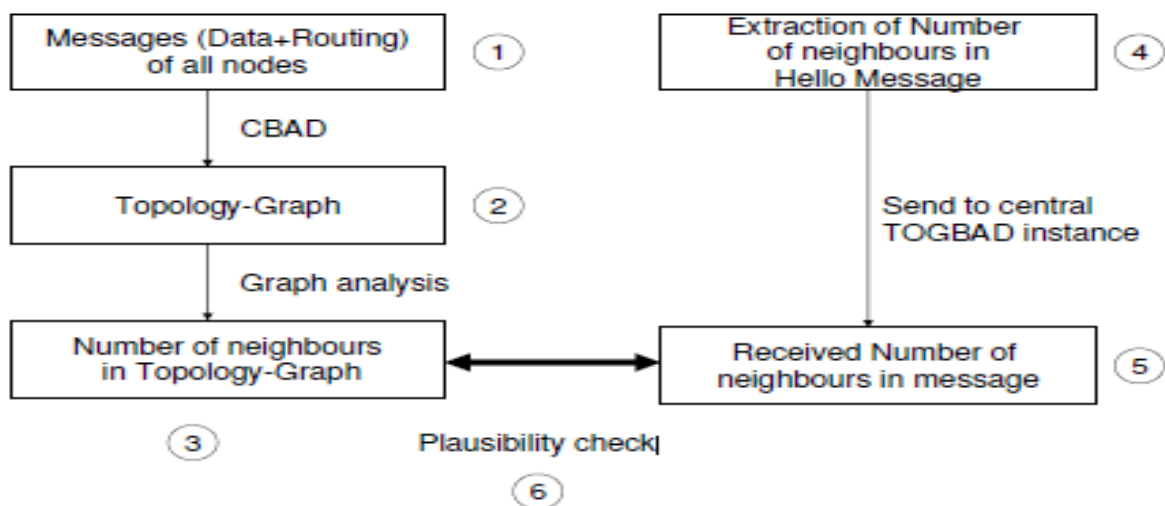 Messages (Data+Routing)
of all nodes
1
CBAD
Topology-Graph
2
Graph analysis
Number of neighbours
in Topology-Graph
3
Extraction of Number
of neighbours in
Hello Message
4
Send to central
TOGBAD instance
Received Number of
neighbours in message
5
Plausibility check
6